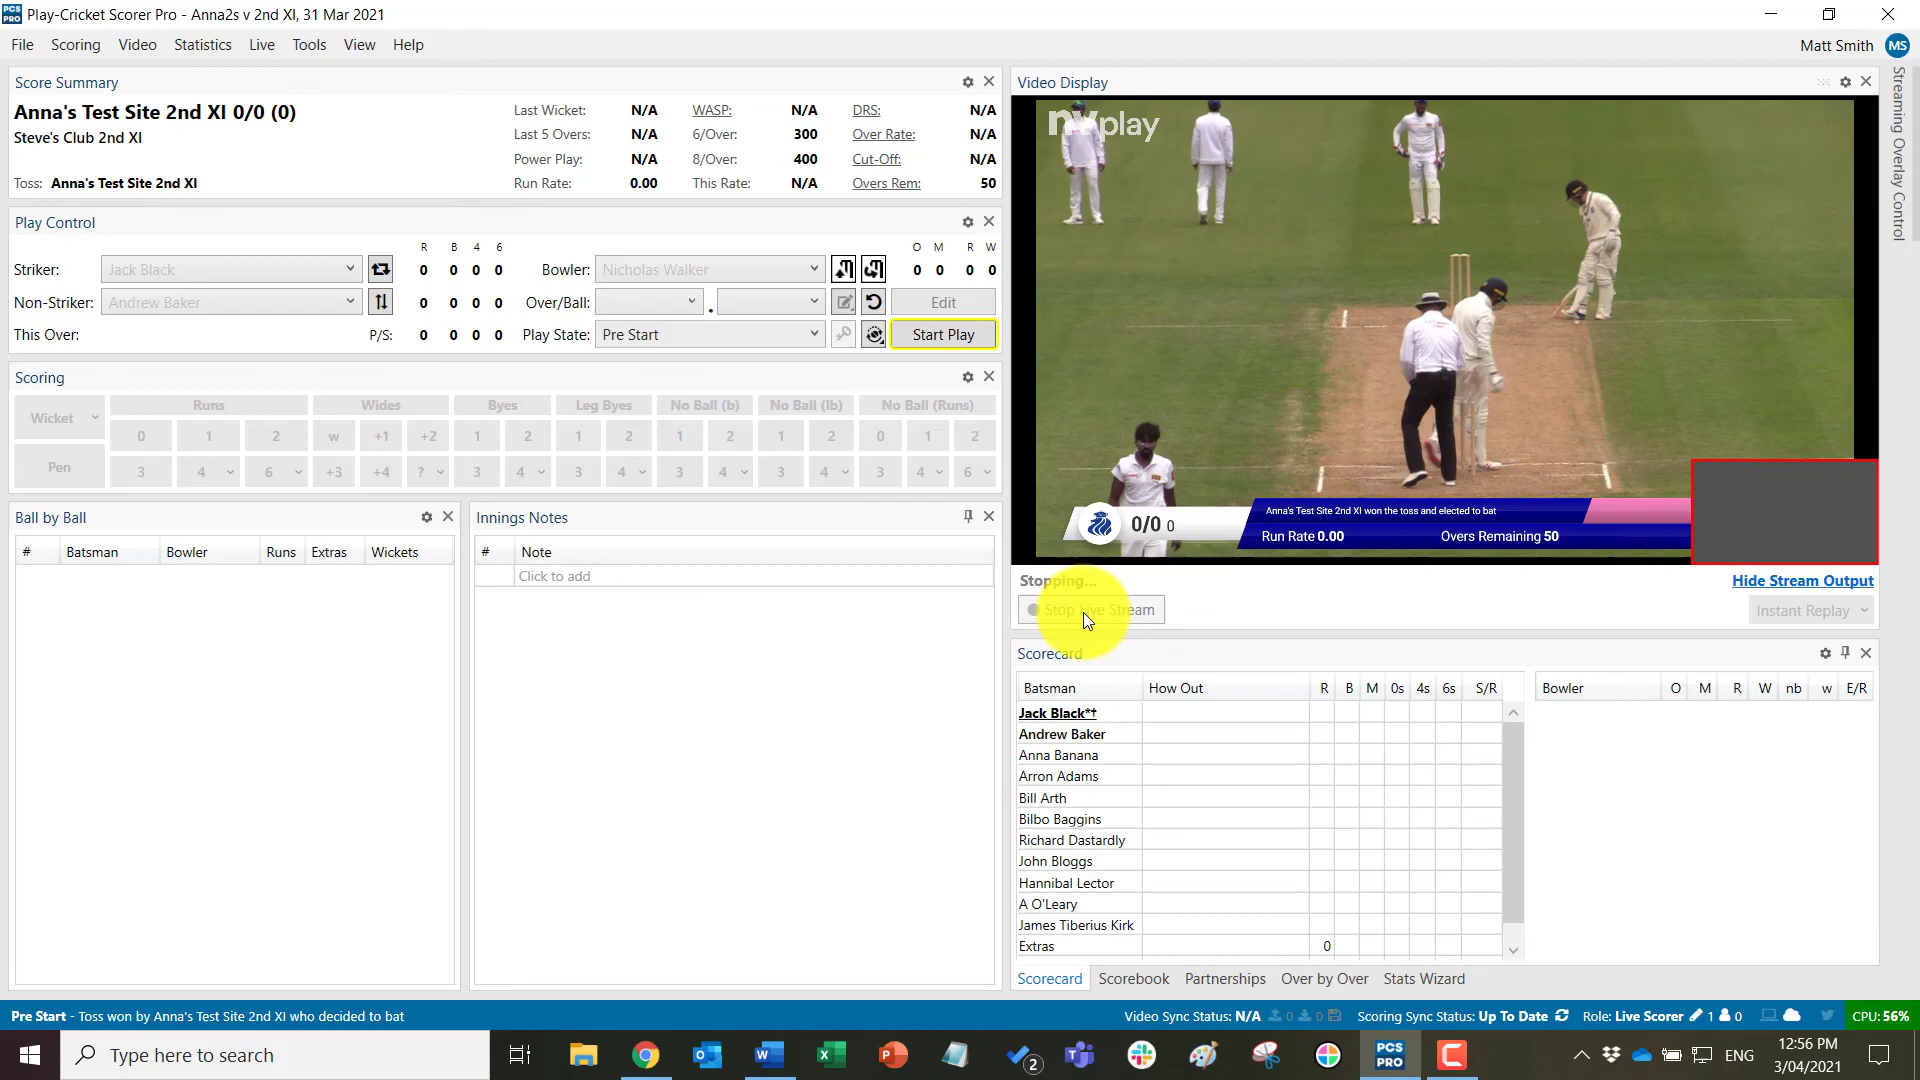 PCS PRO Play-Cricket Scorer Pro - Anna2s v 2nd XI, 31 Mar 2021
File Scoring Video Statistics Live Tools View Help Matt Smith MS
Score Summary
Anna's Test Site 2nd XI 0/0 (0)
Steve's Club 2nd XI
Toss: Anna's Test Site 2nd XI
Last Wicket: N/A WASP: N/A DRS: N/A
Last 5 Overs: N/A 6/Over: 300 Over Rate: N/A
Power Play: N/A 8/Over: 400 Cut-Off: N/A
Run Rate: 0.00 This Rate: N/A Overs Rem: 50
Play Control
R B 4 6 O M R W
Striker: Jack Black 0 0 0 0 Bowler: Nicholas Walker 0 0 0 0
Non-Striker: Andrew Baker 0 0 0 0 Over/Ball: . Edit
This Over: P/S: 0 0 0 0 Play State: Pre Start Start Play
Scoring
Wicket Runs Wides Byes Leg Byes No Ball (b) No Ball (lb) No Ball (Runs)
0 1 2 w +1 +2 1 2 1 2 1 2 1 2 0 1 2
Pen 3 4 6 +3 +4 ? 3 4 3 4 3 4 3 4 3 4 6
Ball by Ball
# Batsman Bowler Runs Extras Wickets
Innings Notes
# Note
Click to add
Video Display
nvplay
0/0 0
Anna's Test Site 2nd XI won the toss and elected to bat
Run Rate 0.00 Overs Remaining 50
Stopping...
Hide Stream Output
Stop Live Stream
Instant Replay
Streaming Overlay Control
Scorecard
Batsman How Out R B M 0s 4s 6s S/R
Jack Black*†
Andrew Baker
Anna Banana
Arron Adams
Bill Arth
Bilbo Baggins
Richard Dastardly
John Bloggs
Hannibal Lector
A O'Leary
James Tiberius Kirk
Extras 0
Bowler O M R W nb w E/R
Scorecard Scorebook Partnerships Over by Over Stats Wizard
Pre Start - Toss won by Anna's Test Site 2nd XI who decided to bat
Video Sync Status: N/A 0 0 Scoring Sync Status: Up To Date Role: Live Scorer 1 0 CPU: 56%
Type here to search
2
PCS PRO
ENG
12:56 PM
3/04/2021